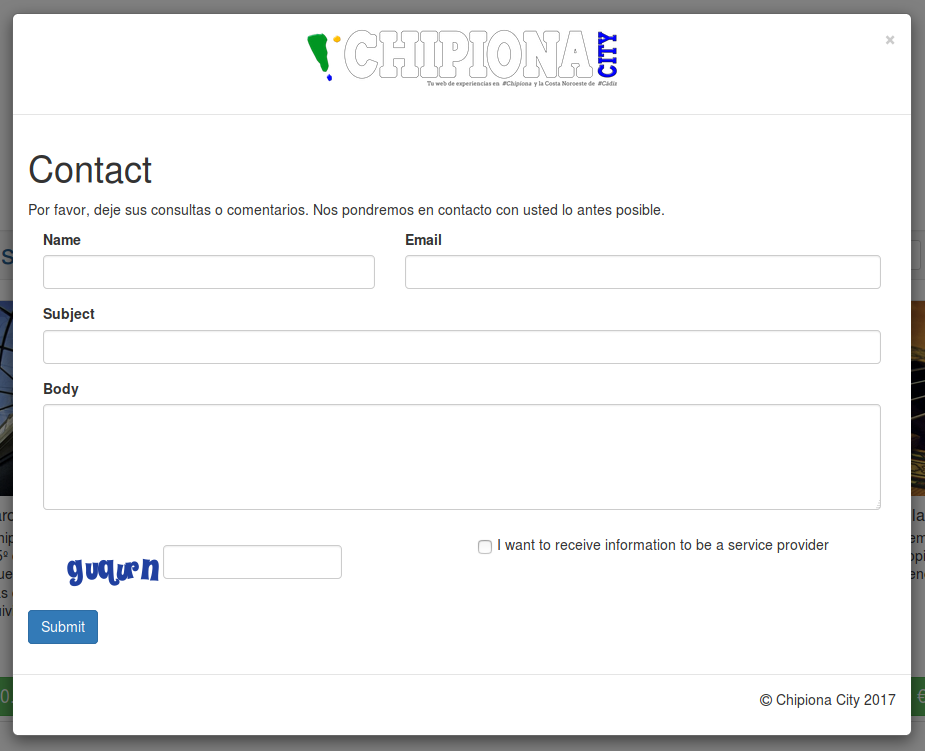 CHIPIONA CITY
Tu web de experiencias en #Chipiona y la Costa Noroeste de #Cádiz
×
Contact
Por favor, deje sus consultas o comentarios. Nos pondremos en contacto con usted lo antes posible.
Name
Email
Subject
Body
I want to receive information to be a service provider
Submit
© Chipiona City 2017